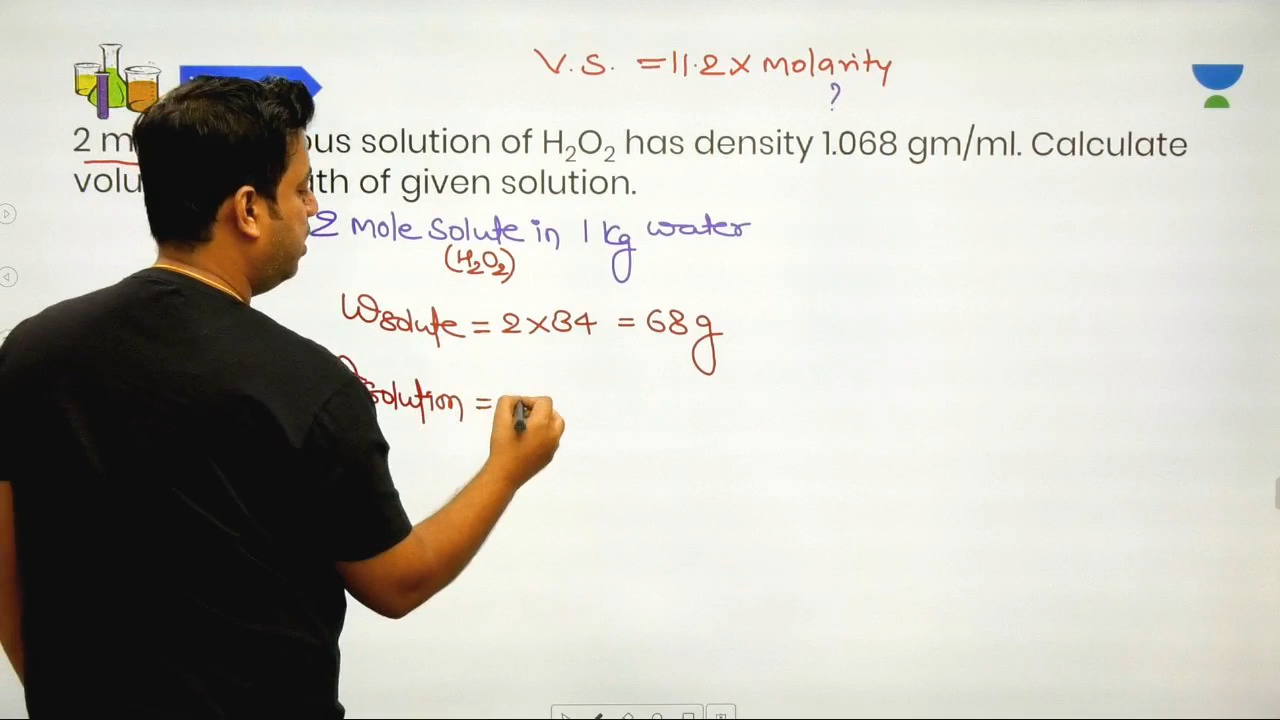 V.S. = 11.2 x molarity
?
2 m ous solution of H₂O₂ has density 1.068 gm/ml. Calculate
volu th of given solution.
2 mole solute in 1 kg water
(H₂O₂)
Wsolute = 2 x 34 = 68 g
solution =